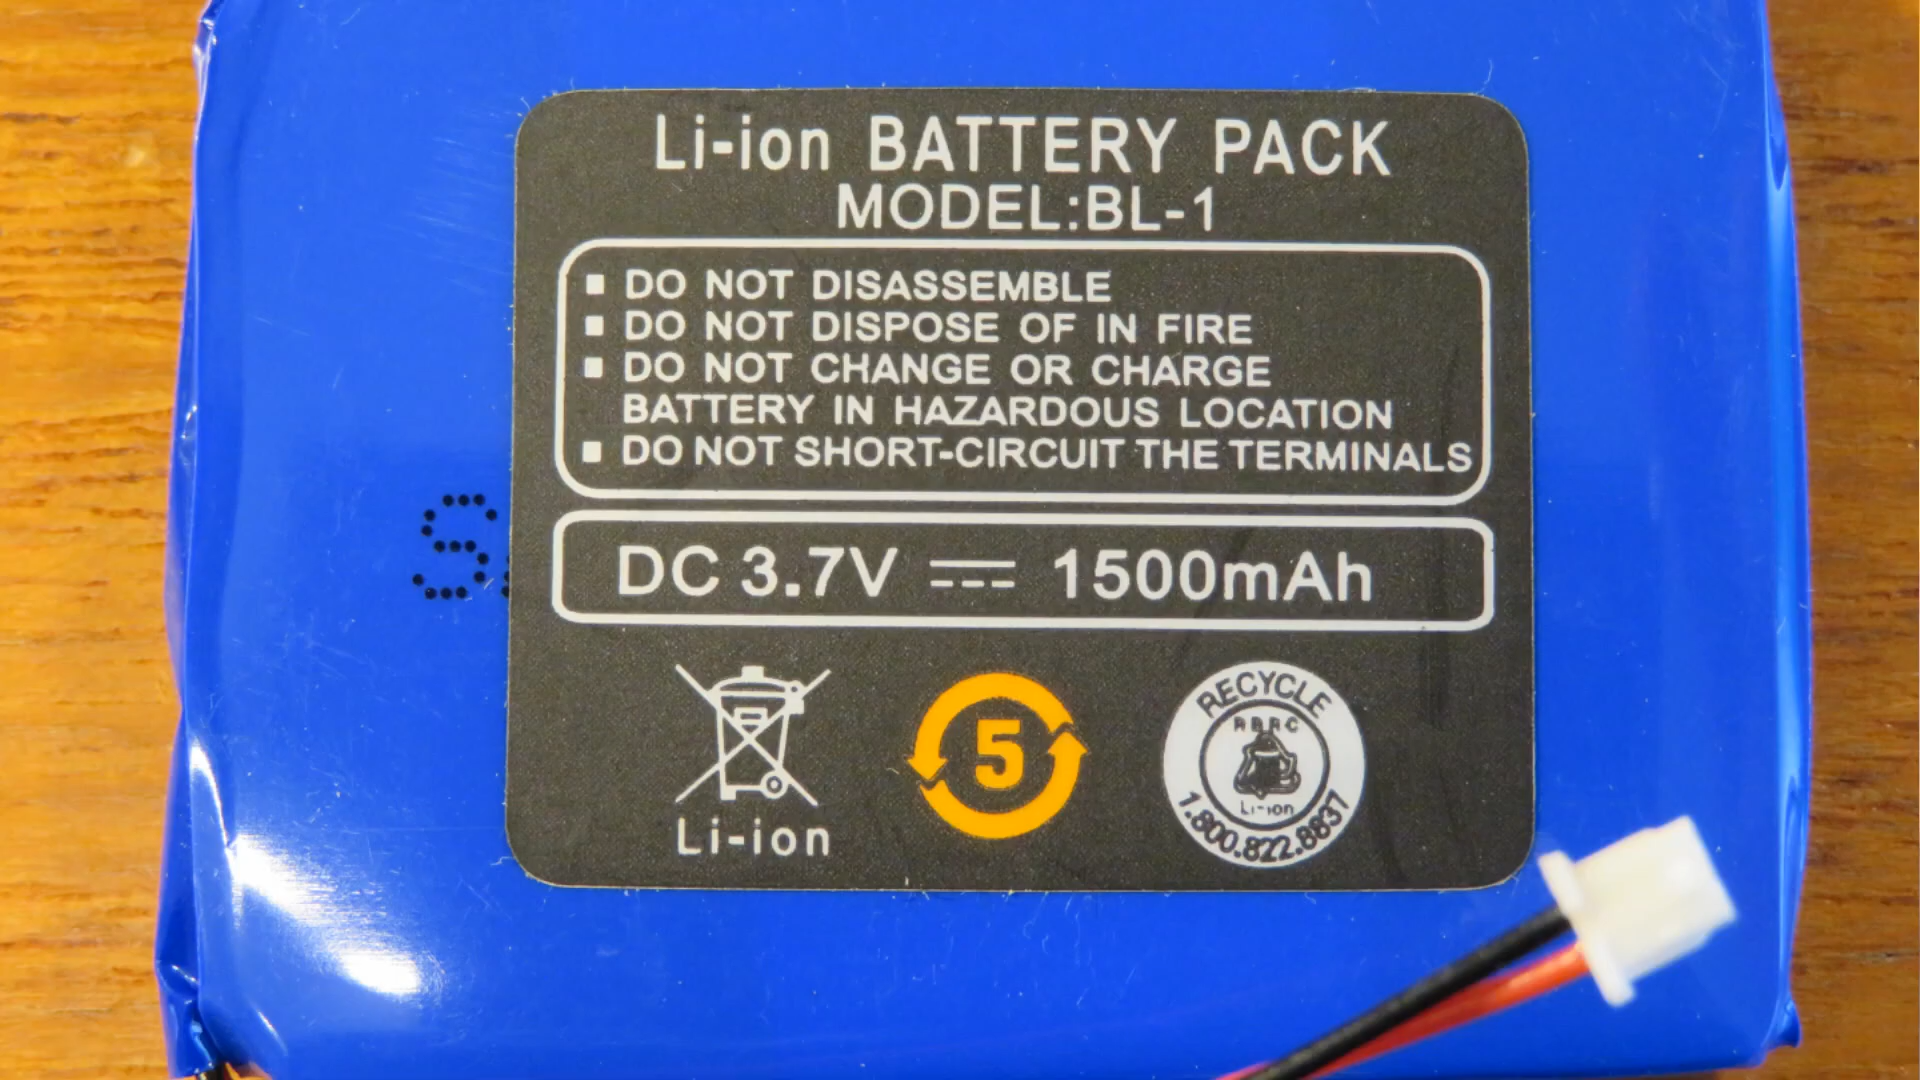 Li-ion BATTERY PACK
MODEL:BL-1
▪ DO NOT DISASSEMBLE
▪ DO NOT DISPOSE OF IN FIRE
▪ DO NOT CHANGE OR CHARGE
BATTERY IN HAZARDOUS LOCATION
▪ DO NOT SHORT-CIRCUIT THE TERMINALS
S
DC 3.7V ⎓ 1500mAh
Li-ion
5
RECYCLE
RBRC
Li-ion
1.800.822.8837